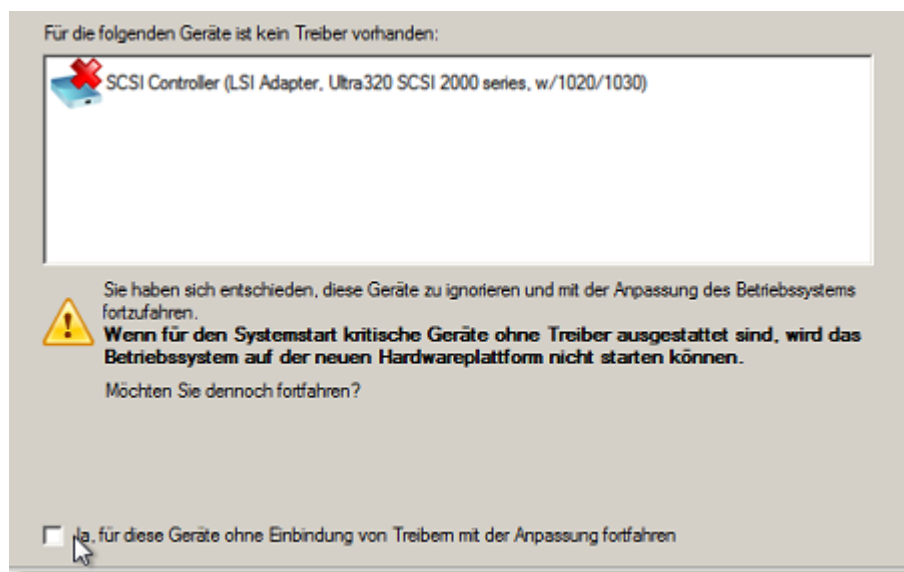 Für die folgenden Geräte ist kein Treiber vorhanden:
SCSI Controller (LSI Adapter, Ultra320 SCSI 2000 series, w/1020/1030)
Sie haben sich entschieden, diese Geräte zu ignorieren und mit der Anpassung des Betriebssystems
fortzufahren.
Wenn für den Systemstart kritische Geräte ohne Treiber ausgestattet sind, wird das
Betriebssystem auf der neuen Hardwareplattform nicht starten können.
Möchten Sie dennoch fortfahren?
Ja, für diese Geräte ohne Einbindung von Treibern mit der Anpassung fortfahren